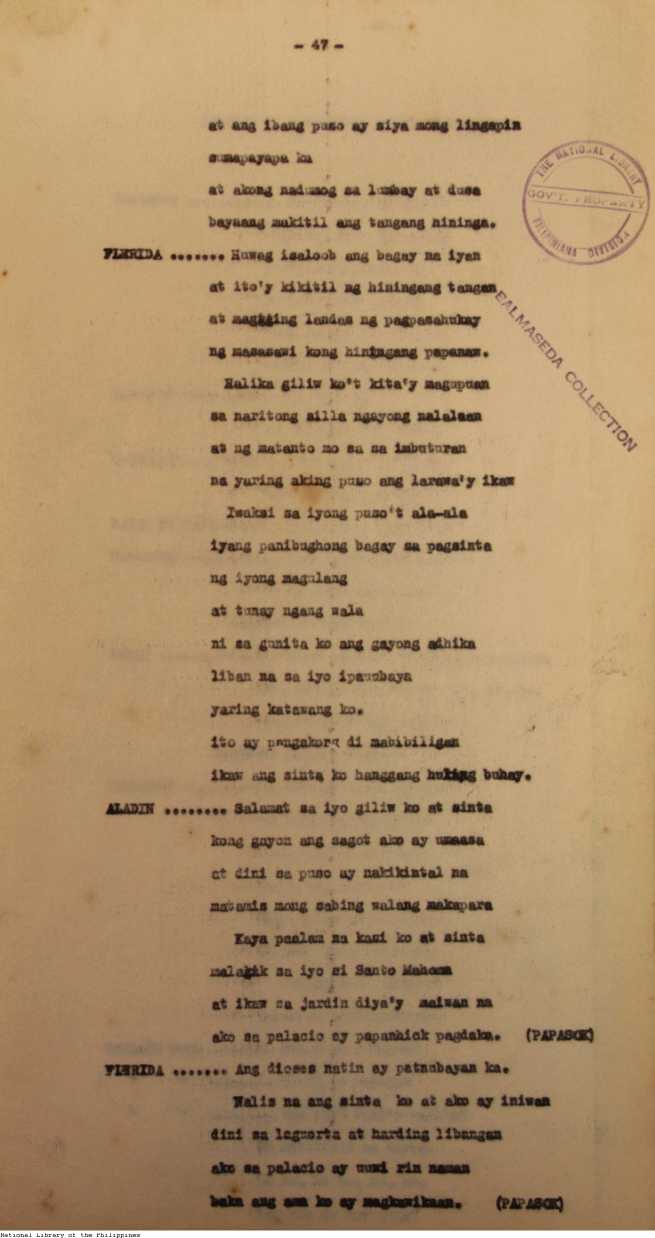 - 47 -
at ang ibang puso ay siya mong lingapin
sumapayapa ka
at akong nadumog sa lumbay at dusa
bayaang makitil ang tangang hininga.
FLERIDA ....... Huwag isaloob ang bagay na iyan
at ito'y kikitil ng hiningang tangan
at magiging landas ng pagpasahukay
ng masasawi kong hiningang papanaw.
Halika giliw ko't kita'y magupuan
sa naritong silla ngayong nalalaan
at ng matanto mo sa sa imbuturan
na yaring aking puso ang larawa'y ikaw
Iwaksi sa iyong puso't ala-ala
iyang panibughong bagay sa pagsinta
ng iyong magulang
at tunay ngang wala
ni sa gunita ko ang gayong adhika
liban na sa iyo ipaubaya
yaring katawang ko.
ito ay pangakong di mabibiligan
ikaw ang sinta ko hanggang huling buhay.
ALADIN ........ Salamat sa iyo giliw ko at sinta
kong gayon ang sagot ako ay umaasa
at dini sa puso ay nakikintal na
matamis mong sabing walang makapara
Kaya paalam na kasi ko at sinta
malagik sa iyo si Santo Mahoma
at ikaw sa jardin diya'y maiwan na
ako sa palacio ay papanhick pagdaka. (PAPASOK)
FLERIDA ....... Ang dioses natin ay patnubayan ka.
Walis na ang sinta ko at ako ay iniwan
dini sa laguerta at harding libangan
ako sa palacio ay uuwi rin naman
baka ang ama ko ay magkawikaan. (PAPASOK)
THE NATIONAL LIBRARY
GOV'T. PROPERTY
EALMASEDA COLLECTION
National Library of the Philippines